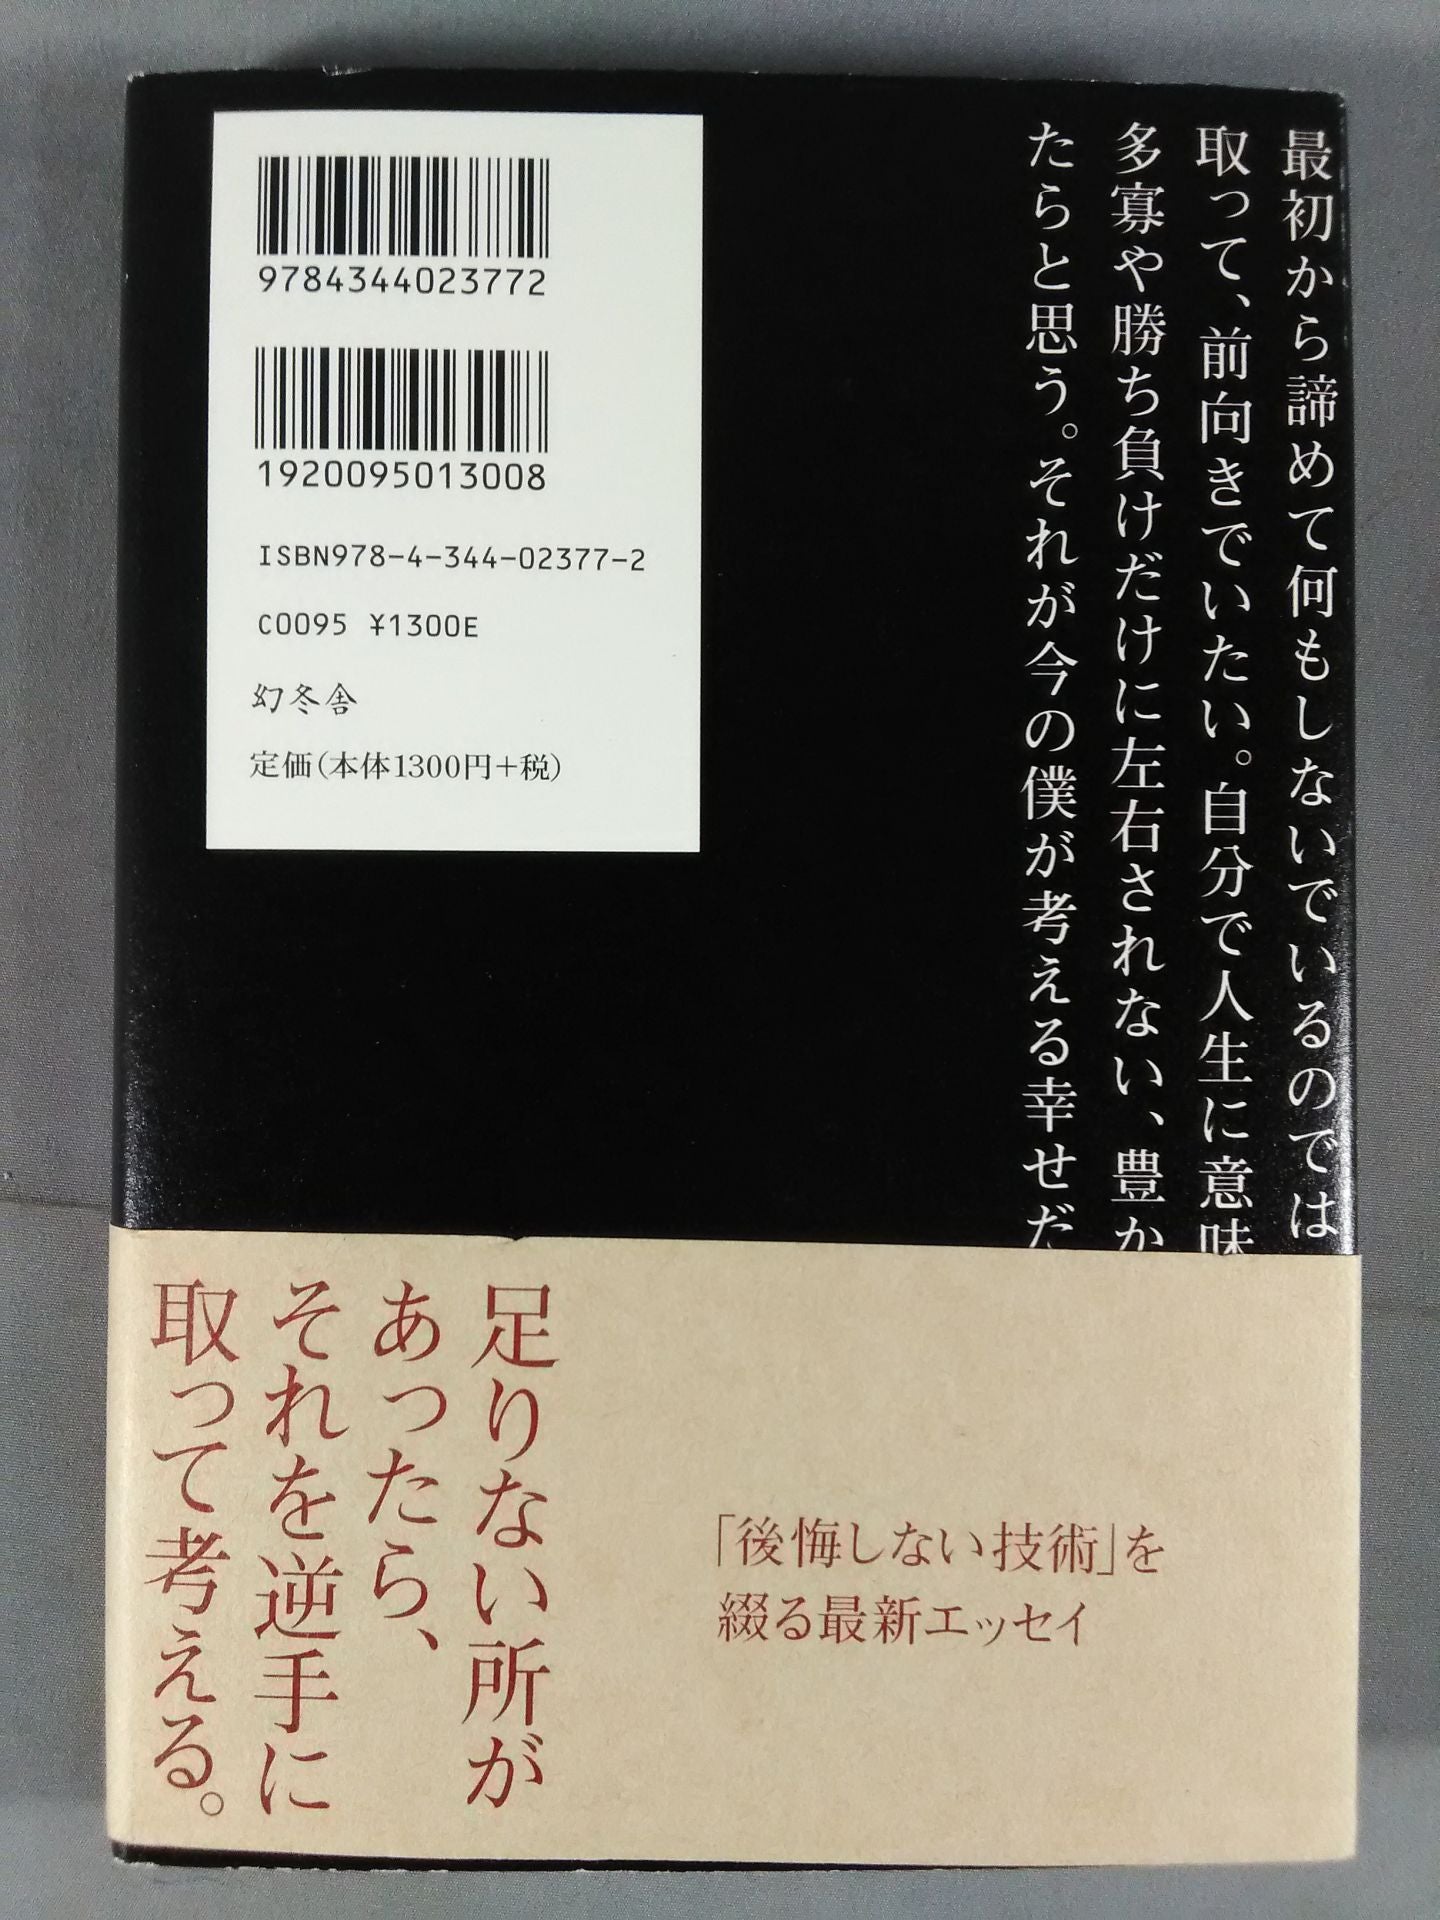 9784344023772
1920095013008
ISBN978-4-344-02377-2
C0095 ¥1300E
幻冬舎
定価(本体1300円+税)
最初から諦めて何もしないでいるのでは
取って、前向きでいたい。自分で人生に意味
多寡や勝ち負けだけに左右されない、豊か
たらと思う。それが今の僕が考える幸せだ
足りない所が
あったら、
それを逆手に
取って考える。
「後悔しない技術」を
綴る最新エッセイ